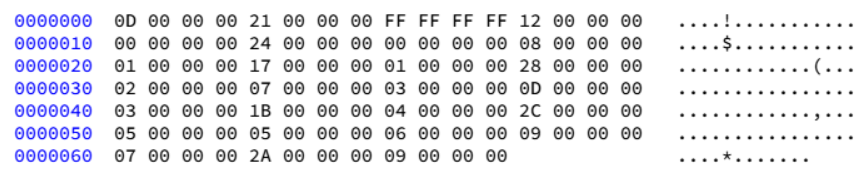 0000000 0D 00 00 00 21 00 00 00 FF FF FF FF 12 00 00 00 ....!...........
0000010 00 00 00 00 24 00 00 00 00 00 00 00 08 00 00 00 ....$...........
0000020 01 00 00 00 17 00 00 00 01 00 00 00 28 00 00 00 ............(...
0000030 02 00 00 00 07 00 00 00 03 00 00 00 0D 00 00 00 ................
0000040 03 00 00 00 1B 00 00 00 04 00 00 00 2C 00 00 00 ............,...
0000050 05 00 00 00 05 00 00 00 06 00 00 00 09 00 00 00 ................
0000060 07 00 00 00 2A 00 00 00 09 00 00 00 ....*.......